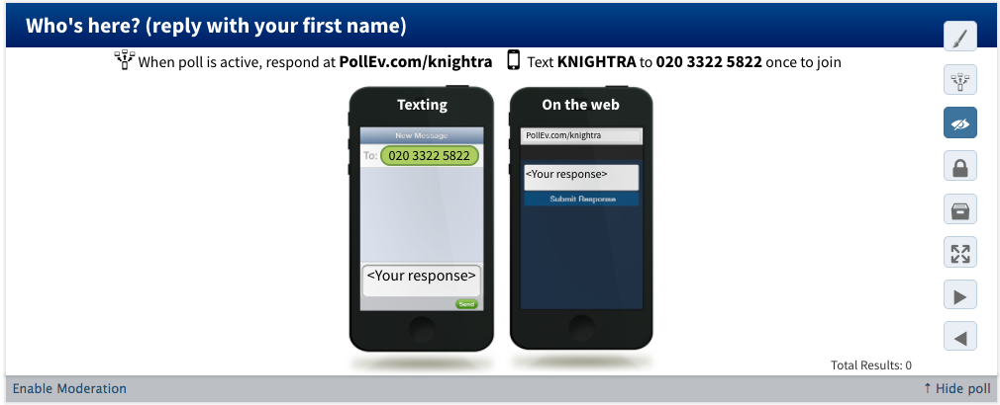 Who's here? (reply with your first name)
When poll is active, respond at PollEv.com/knightra Text KNIGHTRA to 020 3322 5822 once to join
Texting
New Message
To: 020 3322 5822
<Your response>
Send
On the web
PollEv.com/knightra
<Your response>
Submit Response
Total Results: 0
Enable Moderation
↑ Hide poll